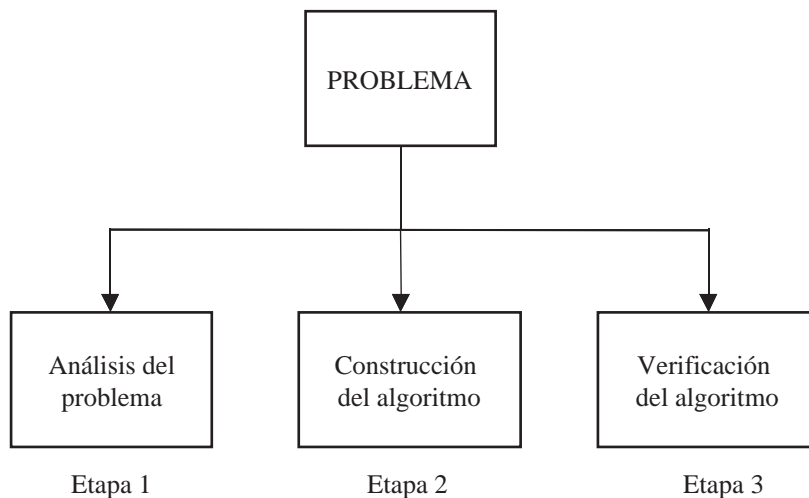 PROBLEMA
Análisis del
problema
Construcción
del algoritmo
Verificación
del algoritmo
Etapa 1
Etapa 2
Etapa 3